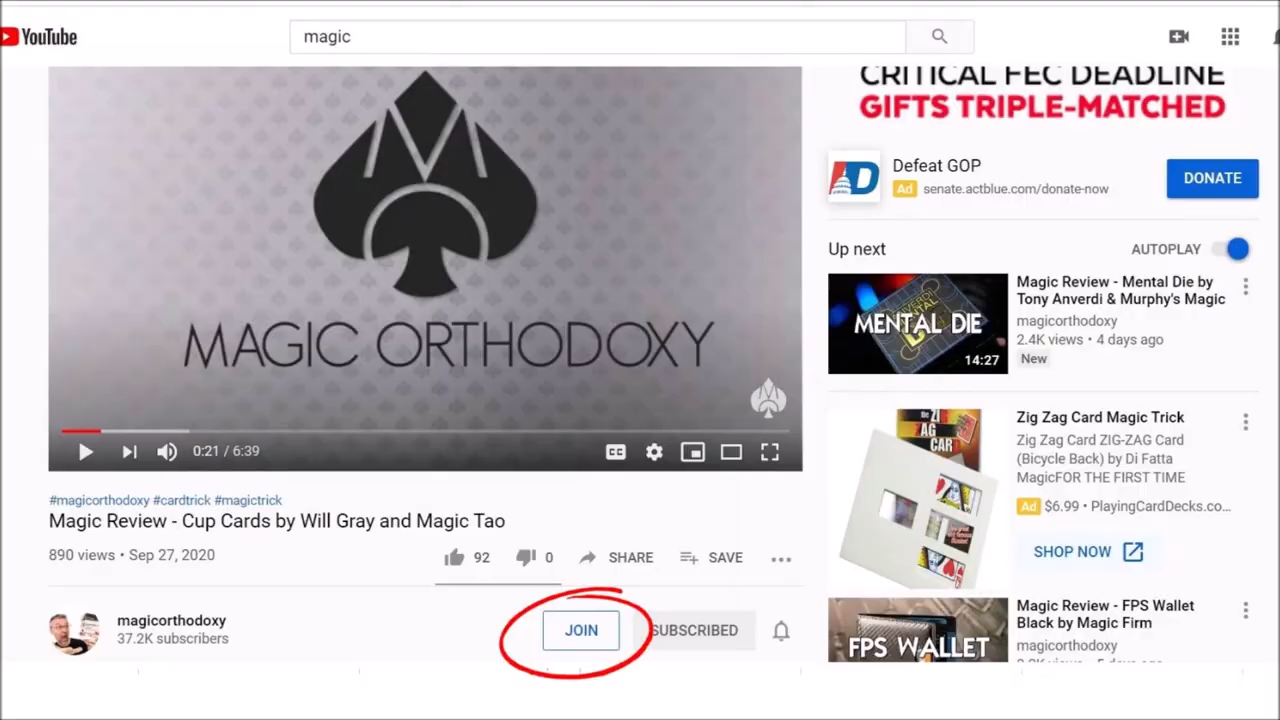 YouTube
magic
MAGIC ORTHODOXY
0:21 / 6:39
CC
#magicorthodoxy #cardtrick #magictrick
Magic Review - Cup Cards by Will Gray and Magic Tao
890 views • Sep 27, 2020
92
0
SHARE
SAVE
magicorthodoxy
37.2K subscribers
JOIN
SUBSCRIBED
CRITICAL FEC DEADLINE
GIFTS TRIPLE-MATCHED
Defeat GOP
Ad senate.actblue.com/donate-now
DONATE
Up next
AUTOPLAY
MENTAL DIE
14:27
Magic Review - Mental Die by
Tony Anverdi & Murphy's Magic
magicorthodoxy
2.4K views • 4 days ago
New
the ZIG
ZAG
CARD
Zig Zag Card Magic Trick
Zig Zag Card ZIG-ZAG Card
(Bicycle Back) by Di Fatta
MagicFOR THE FIRST TIME
Ad $6.99 • PlayingCardDecks.co...
SHOP NOW
FPS WALLET
Magic Review - FPS Wallet
Black by Magic Firm
magicorthodoxy